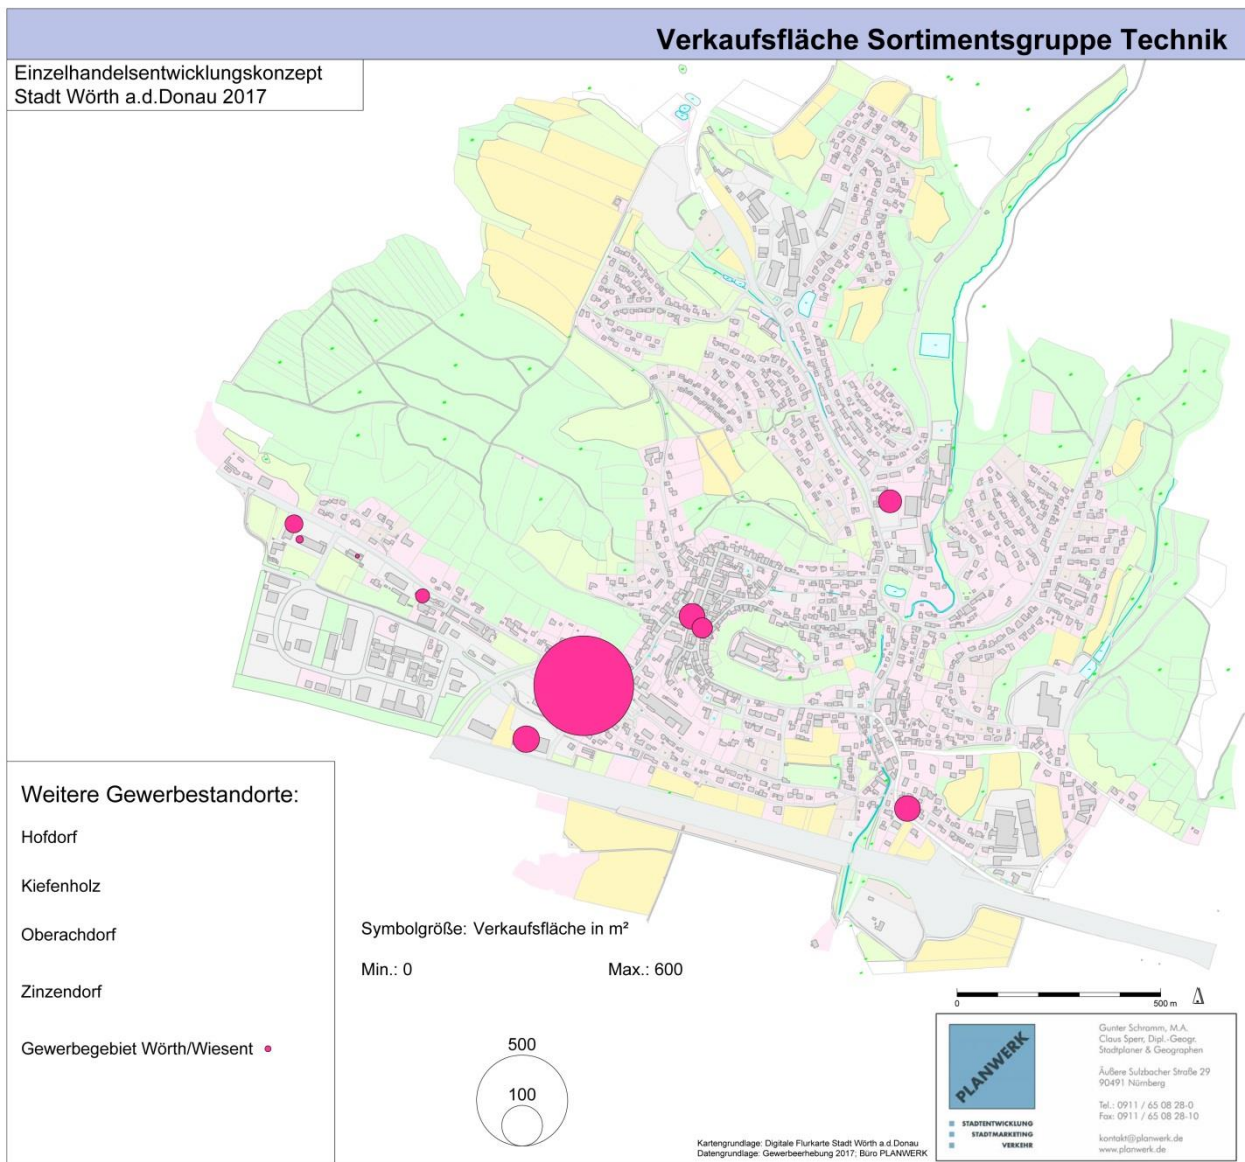 Verkaufsfläche Sortimentsgruppe Technik
Einzelhandelsentwicklungskonzept
Stadt Wörth a.d.Donau 2017
Weitere Gewerbestandorte:
Hofdorf
Kiefenholz
Oberachdorf
Zinzendorf
Gewerbegebiet Wörth/Wiesent
Symbolgröße: Verkaufsfläche in m²
Min.: 0 Max.: 600
500
100
0 500 m
Kartengrundlage: Digitale Flurkarte Stadt Wörth a.d.Donau
Datengrundlage: Gewerbeerhebung 2017; Büro PLANWERK
PLANWERK
STADTENTWICKLUNG
STADTMARKETING
VERKEHR
Gunter Schramm, M.A.
Claus Sperr, Dipl.-Geogr.
Stadtplaner & Geographen
Äußere Sulzbacher Straße 29
90491 Nürnberg
Tel.: 0911 / 65 08 28-0
Fax: 0911 / 65 08 28-10
kontakt@planwerk.de
www.planwerk.de